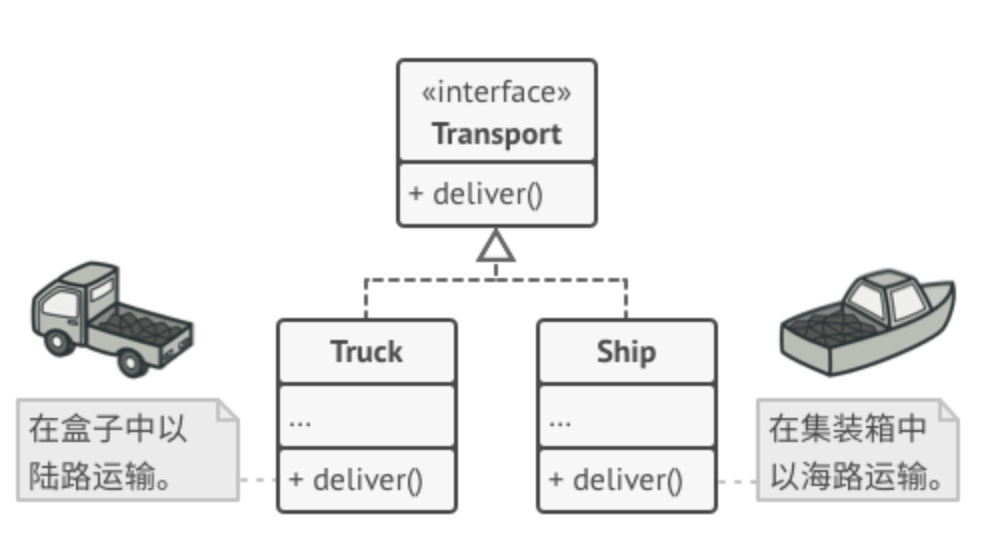 «interface»
Transport
+ deliver()
Truck
...
+ deliver()
Ship
...
+ deliver()
在盒子中以
陆路运输。
在集装箱中
以海路运输。